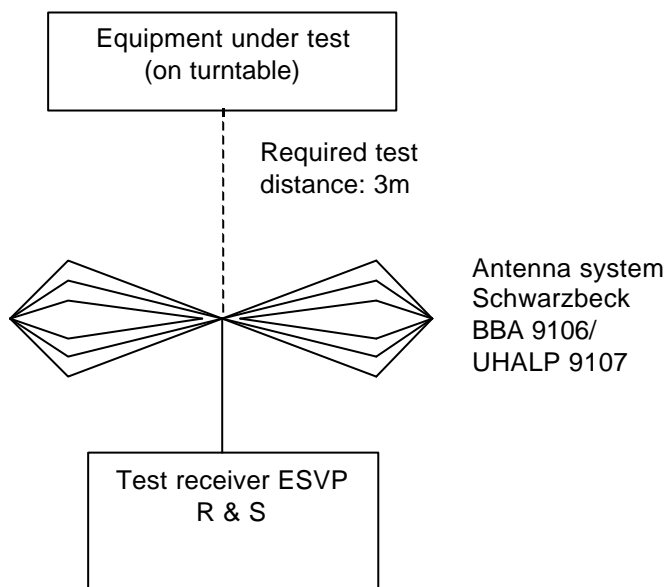 Equipment under test
(on turntable)
Required test
distance: 3m
Antenna system
Schwarzbeck
BBA 9106/
UHALP 9107
Test receiver ESVP
R & S